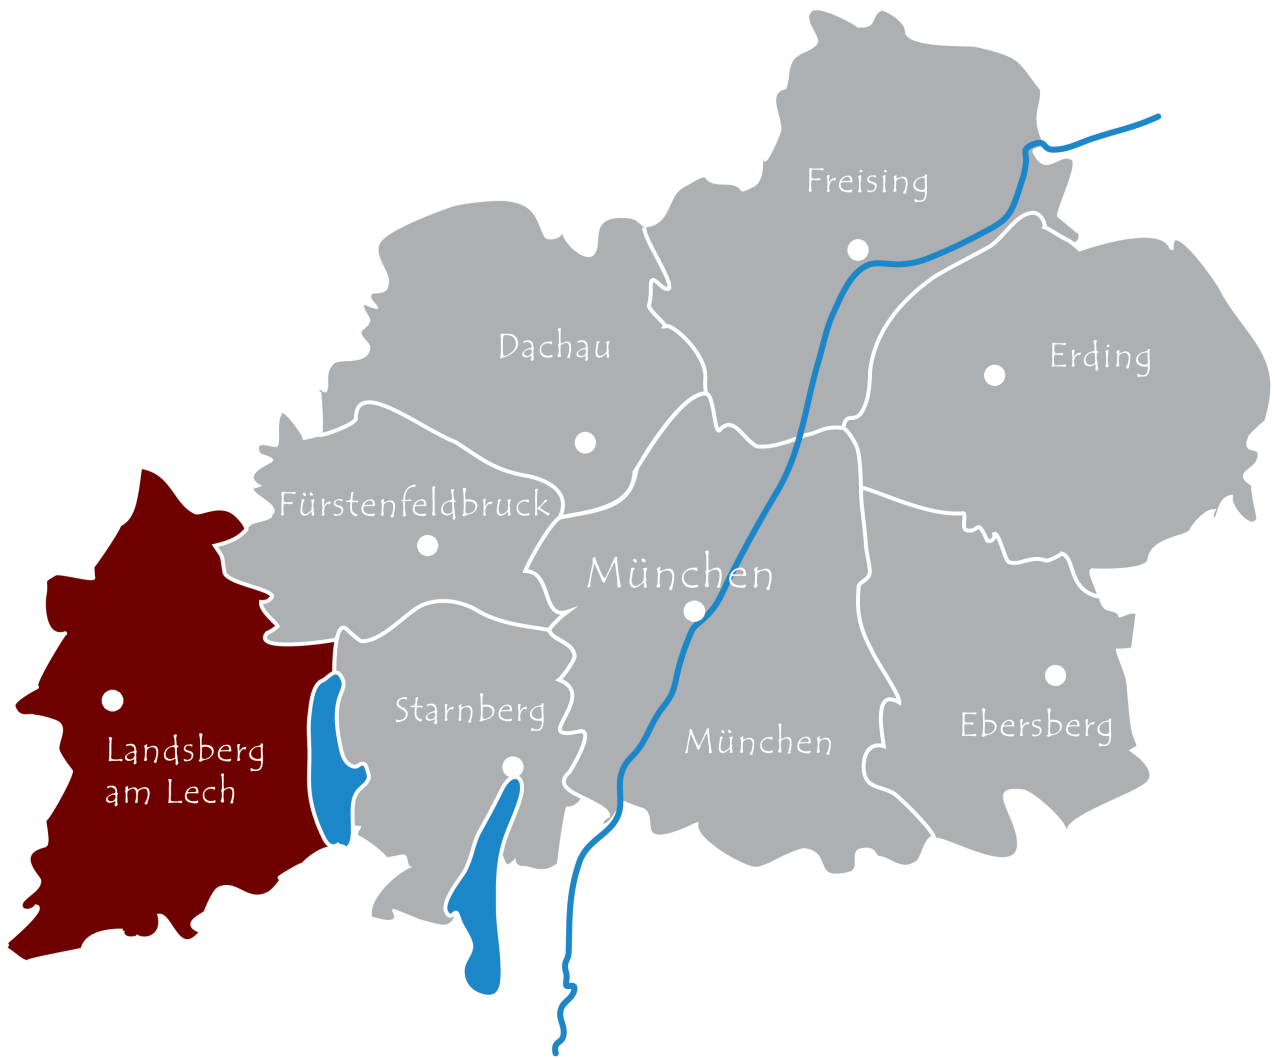 Freising
Dachau
Erding
Fürstenfeldbruck
München
Starnberg
Ebersberg
München
Landsberg
am Lech